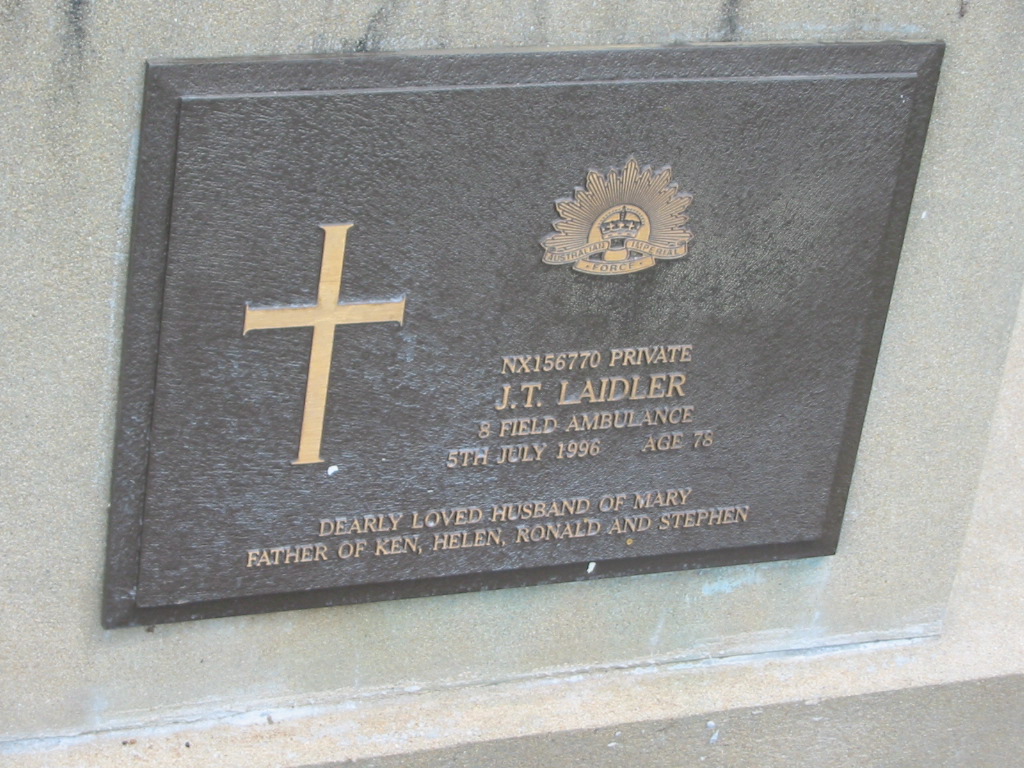 AUSTRALIAN IMPERIAL
FORCE
NX156770 PRIVATE
J.T. LAIDLER
8 FIELD AMBULANCE
5TH JULY 1996 AGE 78
DEARLY LOVED HUSBAND OF MARY
FATHER OF KEN, HELEN, RONALD AND STEPHEN